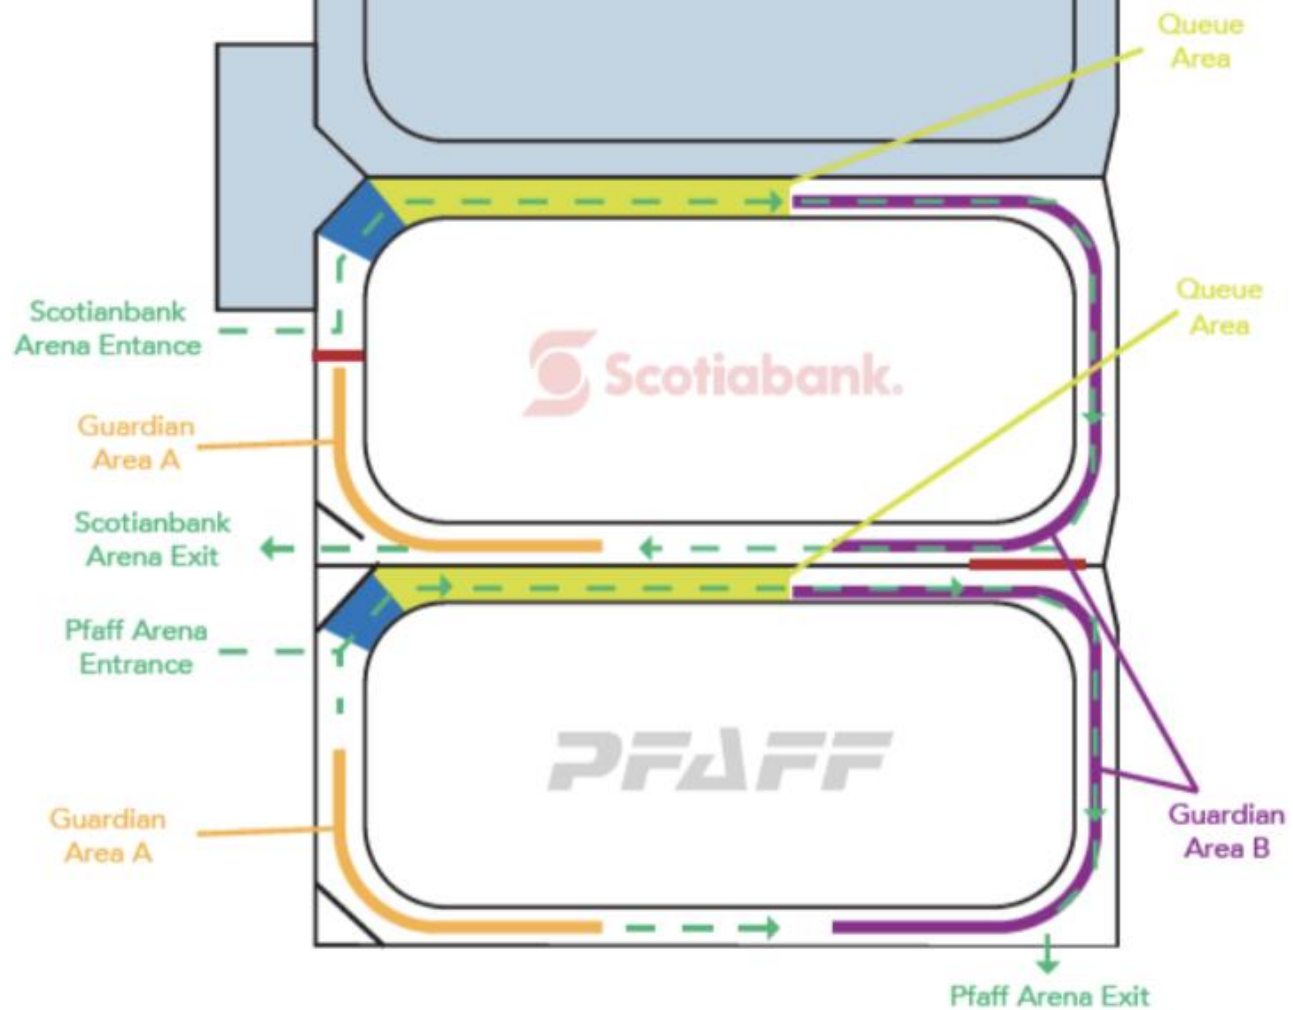 Queue
Area
Queue
Area
Scotianbank
Arena Entance
Scotiabank.
Guardian
Area A
Scotianbank
Arena Exit
Pfaff Arena
Entrance
PFAFF
Guardian
Area A
Guardian
Area B
Pfaff Arena Exit